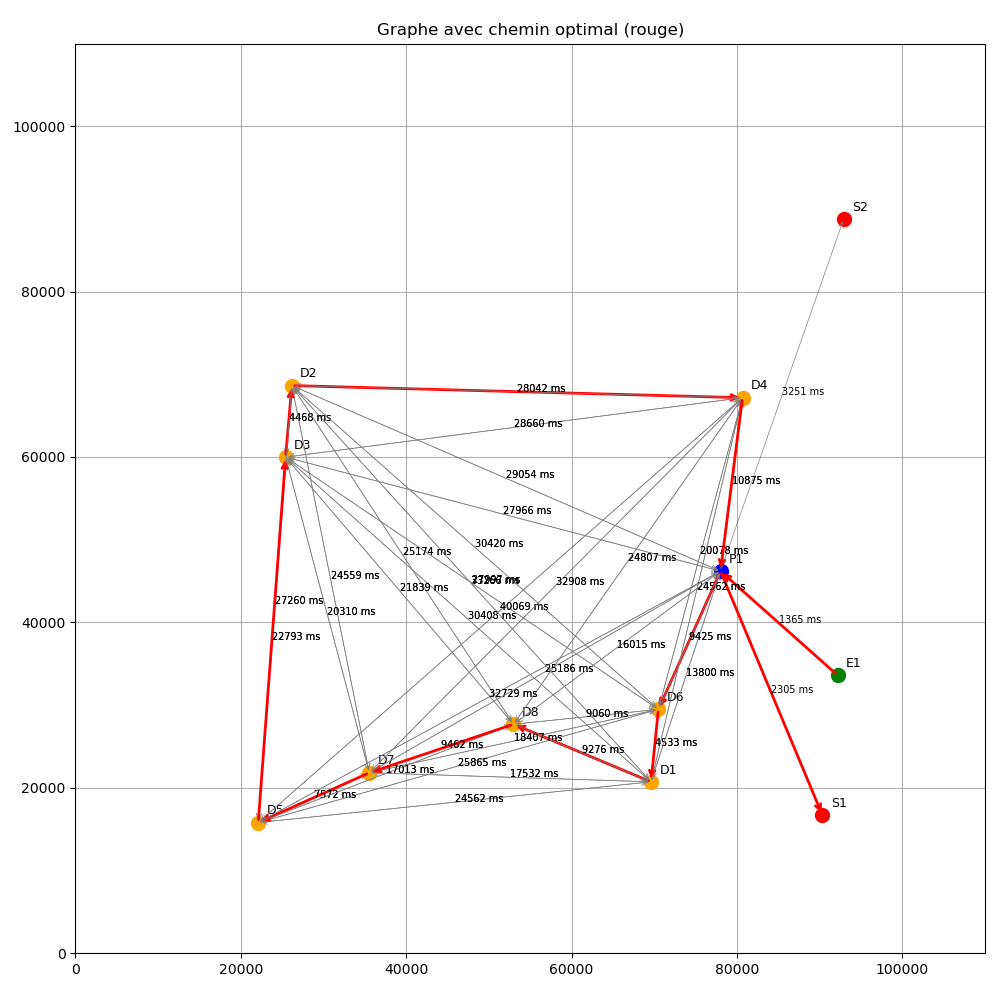 Graphe avec chemin optimal (rouge)
100000
S2
80000
3251 ms
D2
D4
28042 ms
4468 ms
28660 ms
D3
60000
29054 ms
10875 ms
27966 ms
30420 ms
25174 ms
24807 ms
20078 ms
P1
24559 ms
21839 ms
32908 ms
24562 ms
27260 ms
20310 ms
40069 ms
30408 ms
1365 ms
40000
22793 ms
16015 ms
9425 ms
25186 ms
13800 ms
E1
32729 ms
2305 ms
D6
D8
9060 ms
18407 ms
9462 ms
9276 ms
4533 ms
D7
25865 ms
17013 ms
17532 ms
D1
20000
7572 ms
24562 ms
D5
S1
0
0
20000
40000
60000
80000
100000